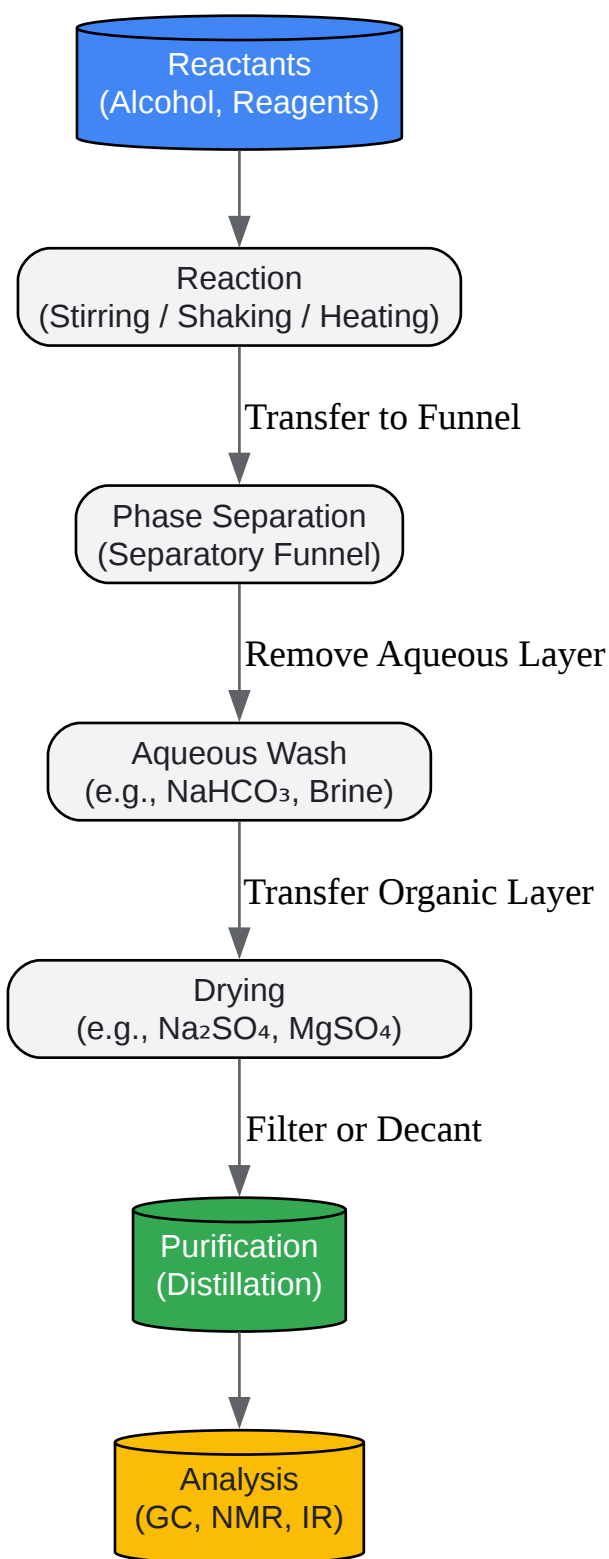 Reactants
(Alcohol, Reagents)
Reaction
(Stirring / Shaking / Heating)
Transfer to Funnel
Phase Separation
(Separatory Funnel)
Remove Aqueous Layer
Aqueous Wash
(e.g., NaHCO₃, Brine)
Transfer Organic Layer
Drying
(e.g., Na₂SO₄, MgSO₄)
Filter or Decant
Purification
(Distillation)
Analysis
(GC, NMR, IR)